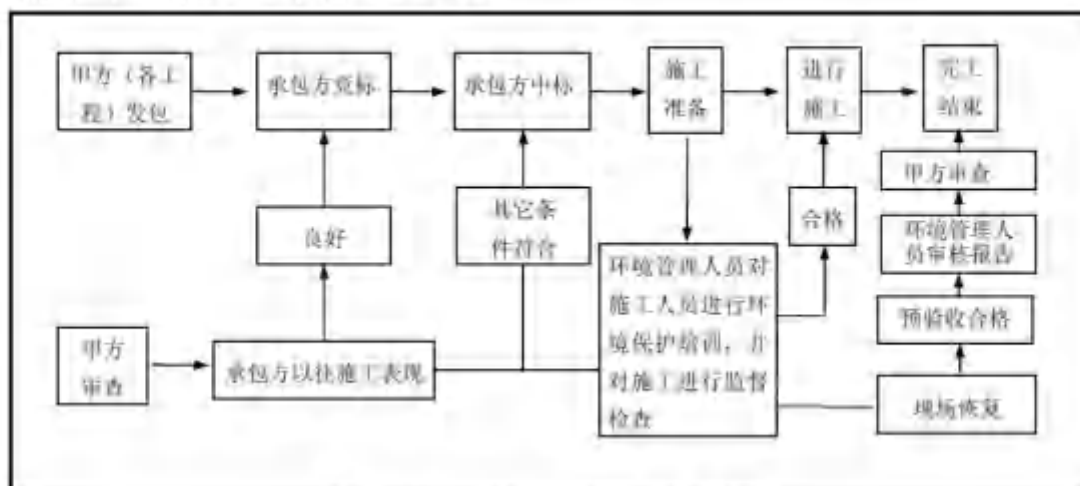 甲方（各工
程）发包
承包方竞标
承包方中标
施工
准备
进行
施工
完工
结束
甲方审查
良好
其它条
件符合
合格
环境管理人
员审核报告
环境管理人员对
施工人员进行环
境保护培训，并
对施工进行监督
检查
预验收合格
甲方
审查
承包方以往施工表现
现场恢复